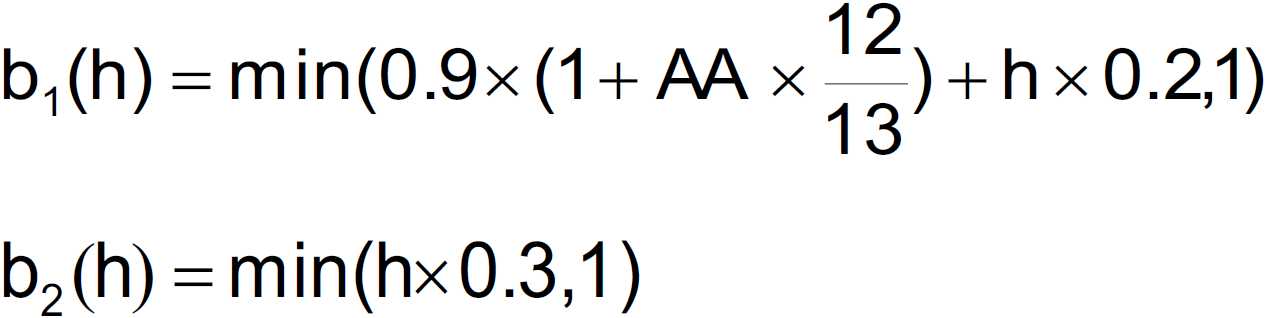 b₁(h) = min(0.9×(1+ AA × 12/13)+h×0.2,1)
b₂(h) = min(h×0.3,1)